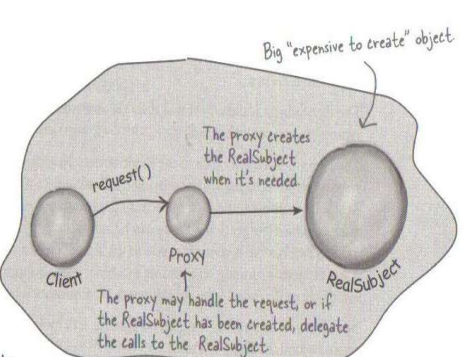 Big "expensive to create" object.
The proxy creates
the RealSubject
when it's needed.
request()
Client
Proxy
RealSubject
The proxy may handle the request, or if
the RealSubject has been created, delegate
the calls to the RealSubject.